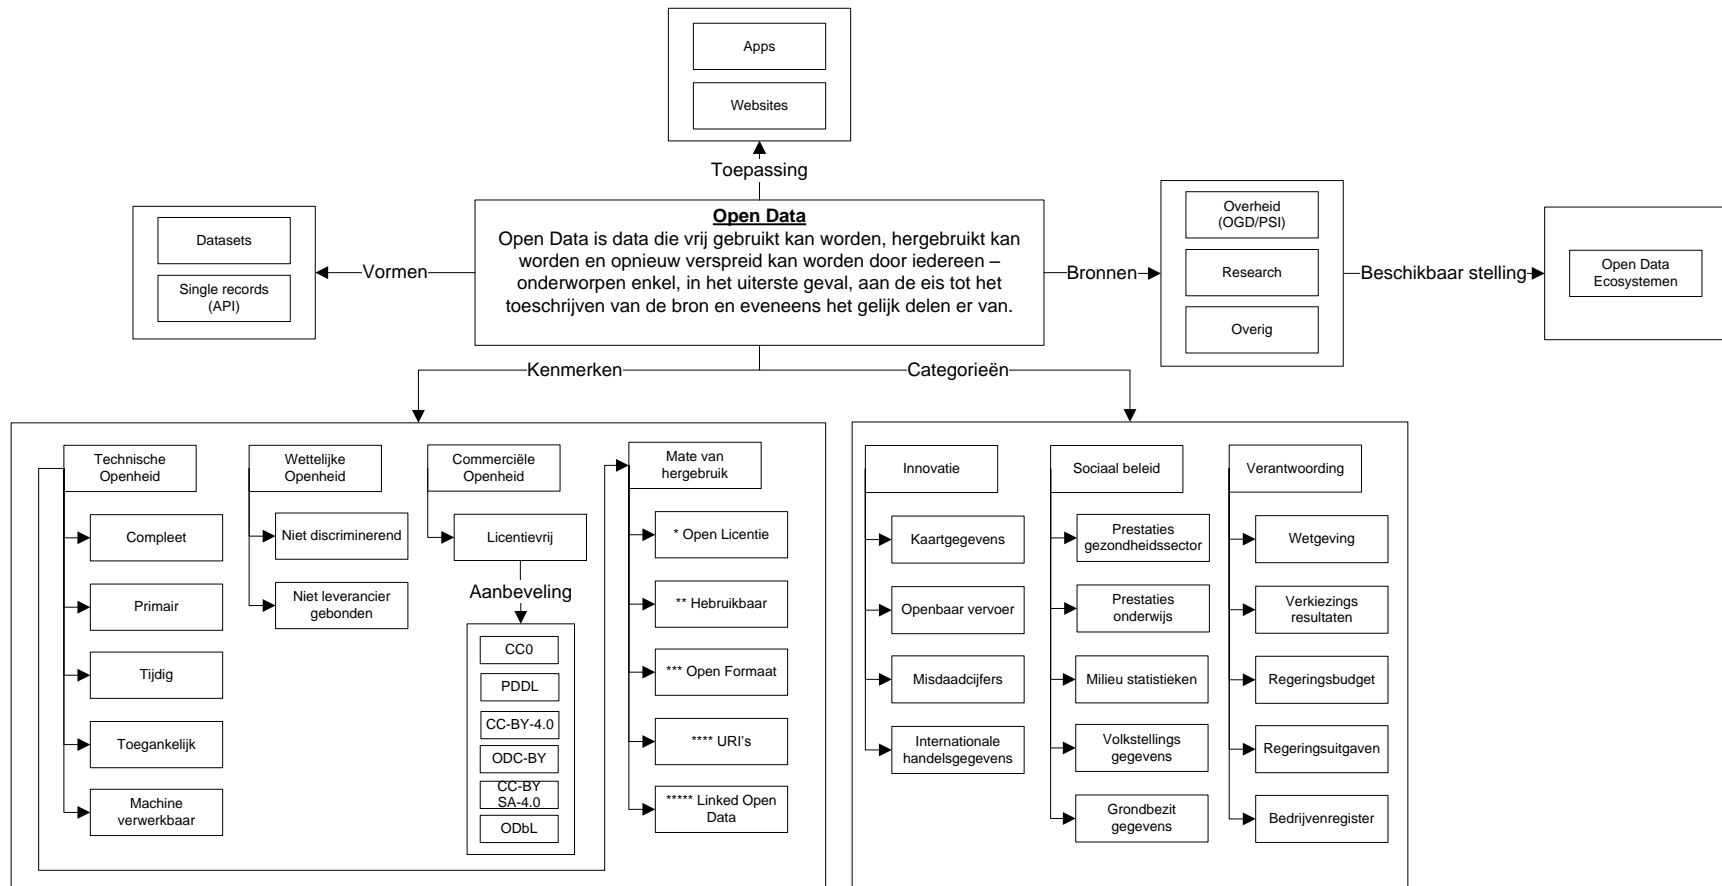 Apps
Websites
Toepassing
Open Data
Open Data is data die vrij gebruikt kan worden, hergebruikt kan
worden en opnieuw verspreid kan worden door iedereen –
onderworpen enkel, in het uiterste geval, aan de eis tot het
toeschrijven van de bron en eveneens het gelijk delen er van.
Vormen
Datasets
Single records
(API)
Bronnen
Overheid
(OGD/PSI)
Research
Overig
Beschikbaar stelling
Open Data
Ecosystemen
Kenmerken
Categorieën
Technische
Openheid
Compleet
Primair
Tijdig
Toegankelijk
Machine
verwerkbaar
Wettelijke
Openheid
Niet discriminerend
Niet leverancier
gebonden
Commerciële
Openheid
Licentievrij
Aanbeveling
CC0
PDDL
CC-BY-4.0
ODC-BY
CC-BY
SA-4.0
ODbL
Mate van
hergebruik
* Open Licentie
** Hebruikbaar
*** Open Formaat
**** URI's
***** Linked Open
Data
Innovatie
Kaartgegevens
Openbaar vervoer
Misdaadcijfers
Internationale
handelsgegevens
Sociaal beleid
Prestaties
gezondheidssector
Prestaties
onderwijs
Milieu statistieken
Volkstellings
gegevens
Grondbezit
gegevens
Verantwoording
Wetgeving
Verkiezings
resultaten
Regeringsbudget
Regeringsuitgaven
Bedrijvenregister